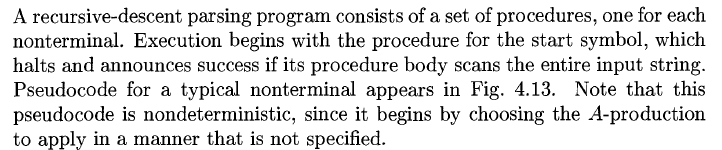 A recursive-descent parsing program consists of a set of procedures, one for each
nonterminal. Execution begins with the procedure for the start symbol, which
halts and announces success if its procedure body scans the entire input string.
Pseudocode for a typical nonterminal appears in Fig. 4.13. Note that this
pseudocode is nondeterministic, since it begins by choosing the A-production
to apply in a manner that is not specified.